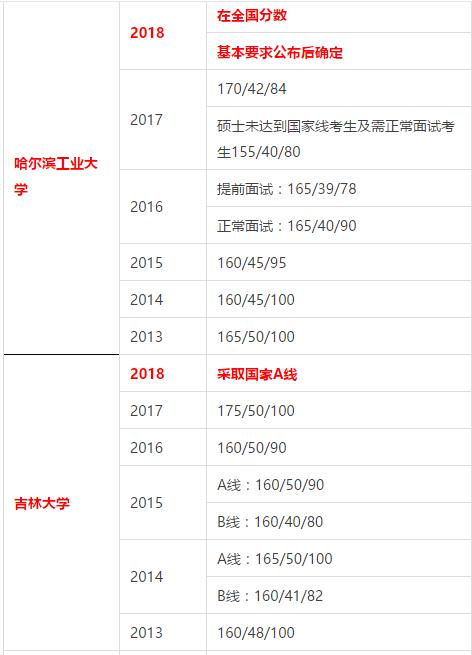 2018
在全国分数
基本要求公布后确定
哈尔滨工业大
学
2017
170/42/84
硕士未达到国家线考生及需正常面试考
生155/40/80
2016
提前面试：165/39/78
正常面试：165/40/90
2015
160/45/95
2014
160/45/100
2013
165/50/100
吉林大学
2018
采取国家A线
2017
175/50/100
2016
160/50/90
2015
A线：160/50/90
B线：160/40/80
2014
A线：165/50/100
B线：160/41/82
2013
160/48/100